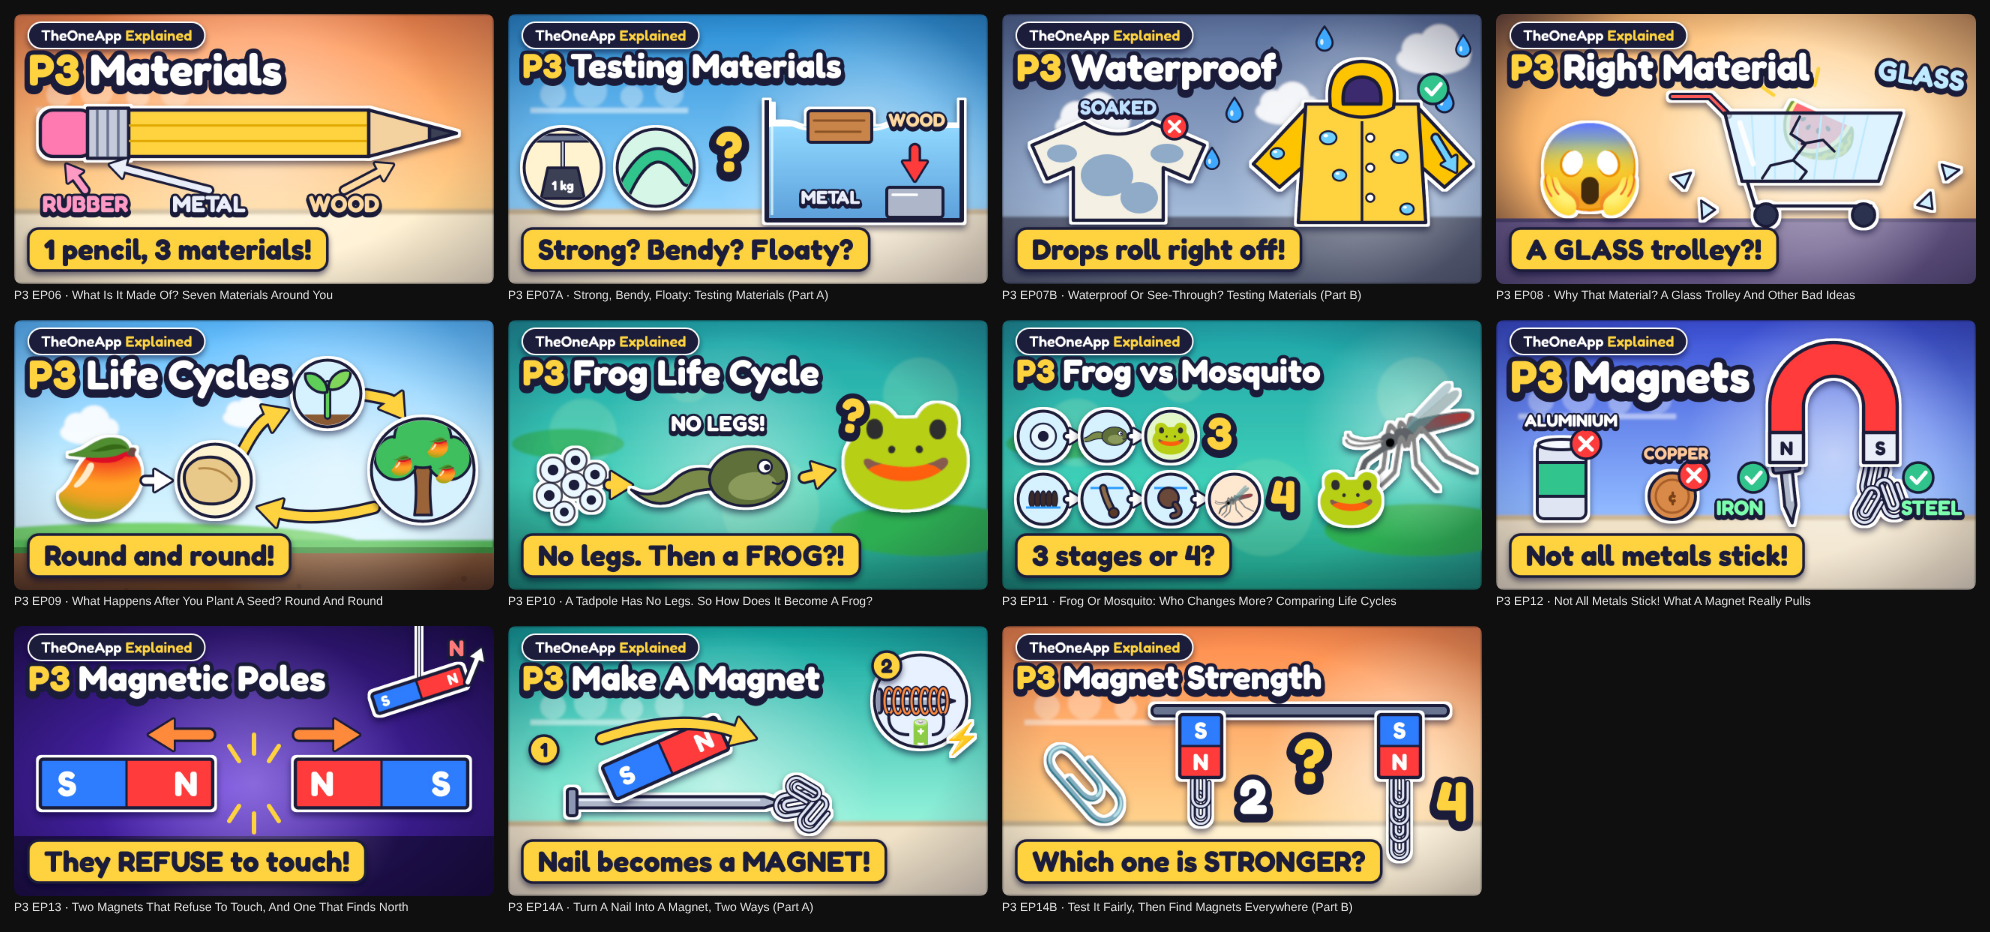 TheOneApp Explained
P3 Materials
RUBBER
METAL
WOOD
1 pencil, 3 materials!
P3 EP06 · What Is It Made Of? Seven Materials Around You
TheOneApp Explained
P3 Testing Materials
1 kg
?
WOOD
METAL
Strong? Bendy? Floaty?
P3 EP07A · Strong, Bendy, Floaty: Testing Materials (Part A)
TheOneApp Explained
P3 Waterproof
SOAKED
Drops roll right off!
P3 EP07B · Waterproof Or See-Through? Testing Materials (Part B)
TheOneApp Explained
P3 Right Material
GLASS
A GLASS trolley?!
P3 EP08 · Why That Material? A Glass Trolley And Other Bad Ideas
TheOneApp Explained
P3 Life Cycles
Round and round!
P3 EP09 · What Happens After You Plant A Seed? Round And Round
TheOneApp Explained
P3 Frog Life Cycle
NO LEGS!
?
No legs. Then a FROG?!
P3 EP10 · A Tadpole Has No Legs. So How Does It Become A Frog?
TheOneApp Explained
P3 Frog vs Mosquito
3
4
3 stages or 4?
P3 EP11 · Frog Or Mosquito: Who Changes More? Comparing Life Cycles
TheOneApp Explained
P3 Magnets
ALUMINIUM
COPPER
¢
N
S
IRON
STEEL
Not all metals stick!
P3 EP12 · Not All Metals Stick! What A Magnet Really Pulls
TheOneApp Explained
P3 Magnetic Poles
N
S N
S N
N S
They REFUSE to touch!
P3 EP13 · Two Magnets That Refuse To Touch, And One That Finds North
TheOneApp Explained
P3 Make A Magnet
2
1
S N
Nail becomes a MAGNET!
P3 EP14A · Turn A Nail Into A Magnet, Two Ways (Part A)
TheOneApp Explained
P3 Magnet Strength
S
N
2
?
S
N
4
Which one is STRONGER?
P3 EP14B · Test It Fairly, Then Find Magnets Everywhere (Part B)